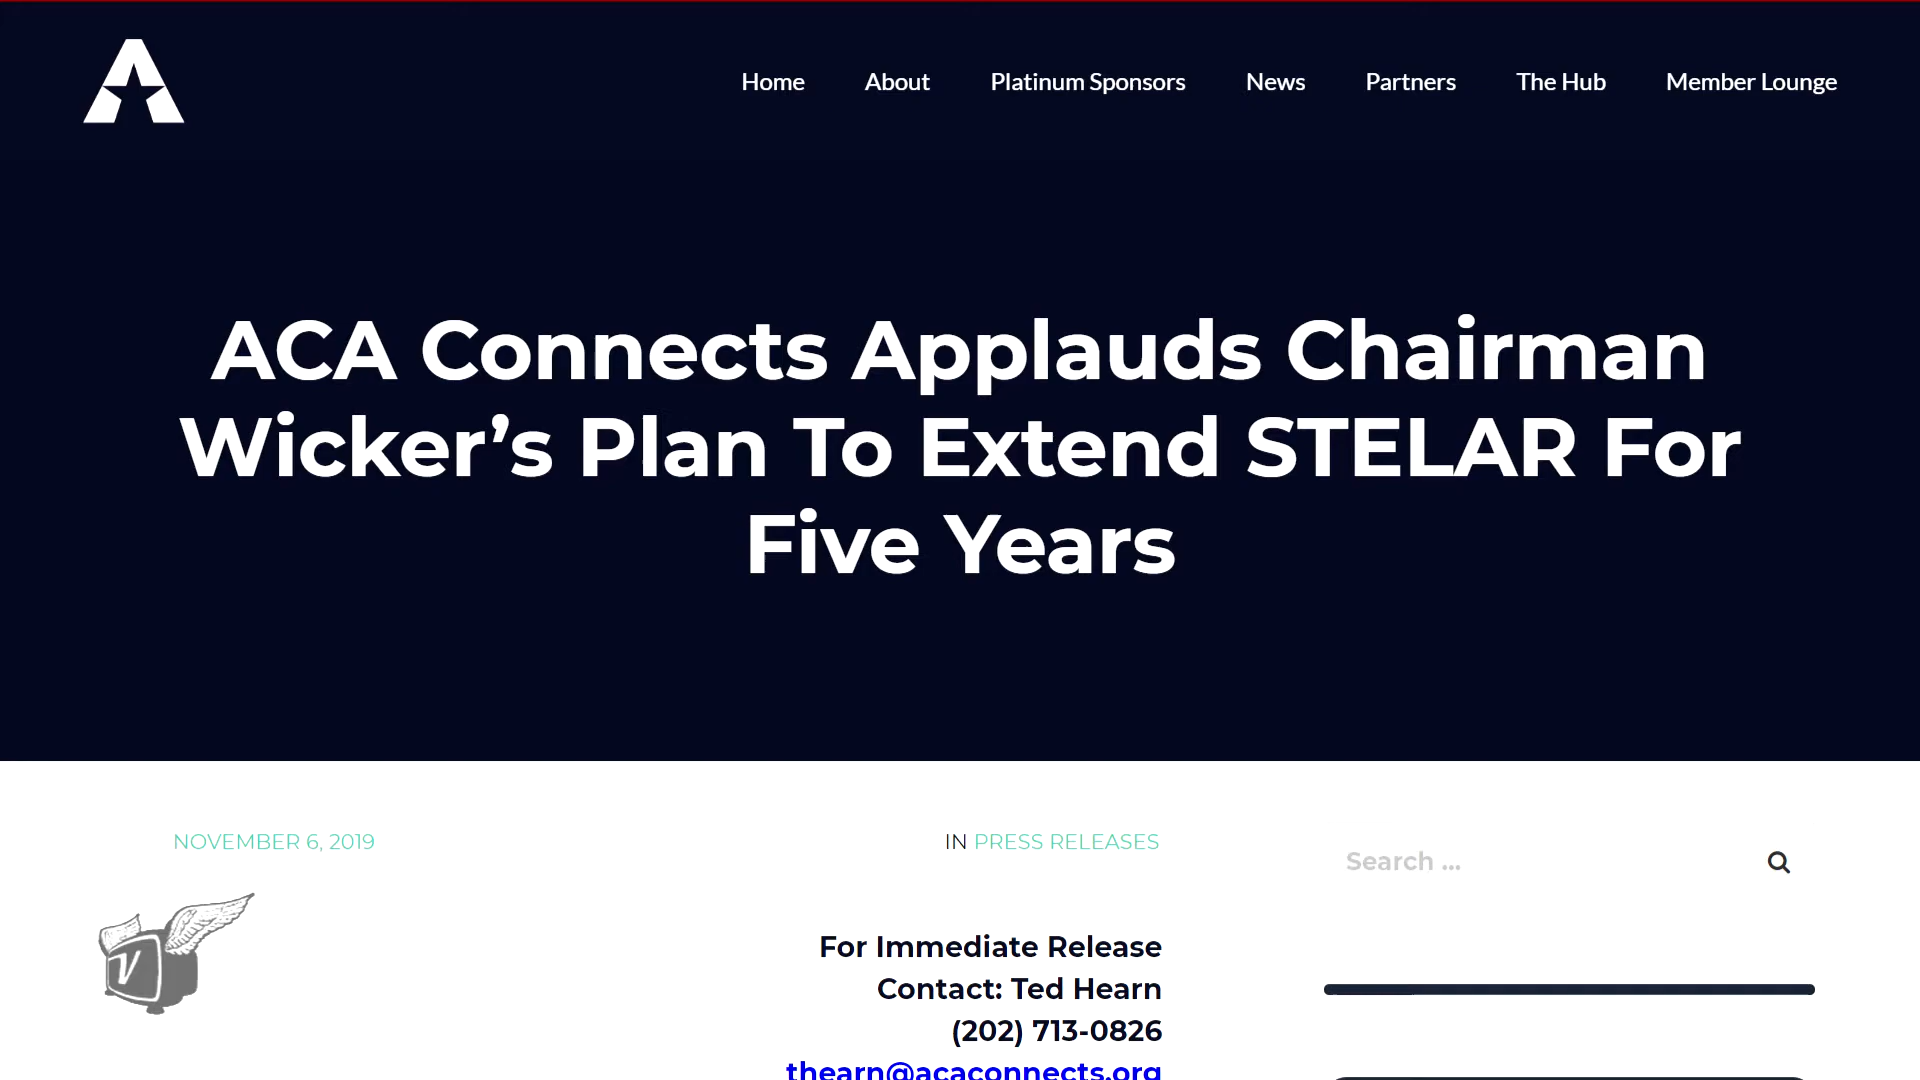 Home About Platinum Sponsors News Partners The Hub Member Lounge
ACA Connects Applauds Chairman
Wicker’s Plan To Extend STELAR For
Five Years
NOVEMBER 6, 2019
IN PRESS RELEASES
Search ...
V
For Immediate Release
Contact: Ted Hearn
(202) 713-0826
thearn@acaconnects.org